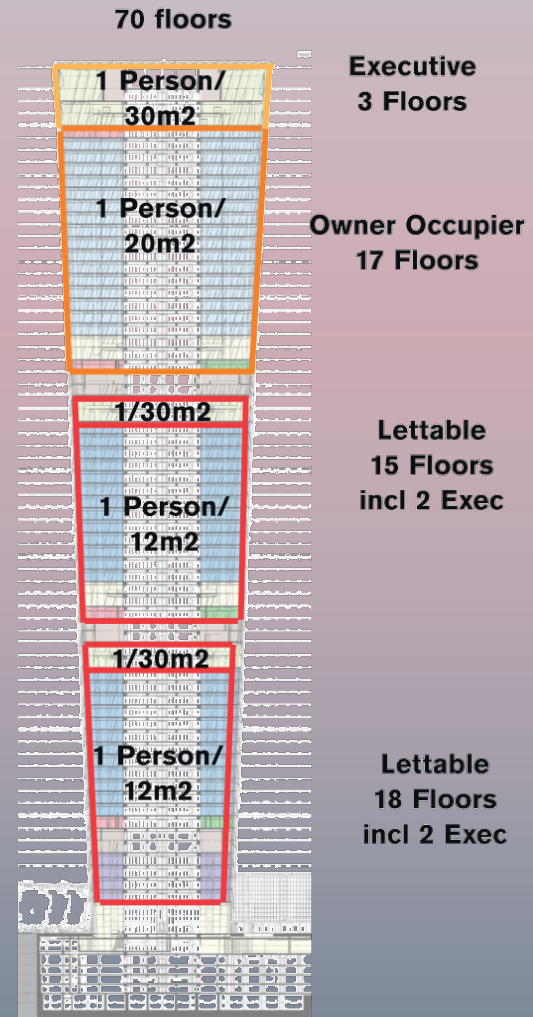 70 floors
1 Person/
30m2
Executive
3 Floors
1 Person/
20m2
Owner Occupier
17 Floors
1/30m2
1 Person/
12m2
Lettable
15 Floors
incl 2 Exec
1/30m2
1 Person/
12m2
Lettable
18 Floors
incl 2 Exec